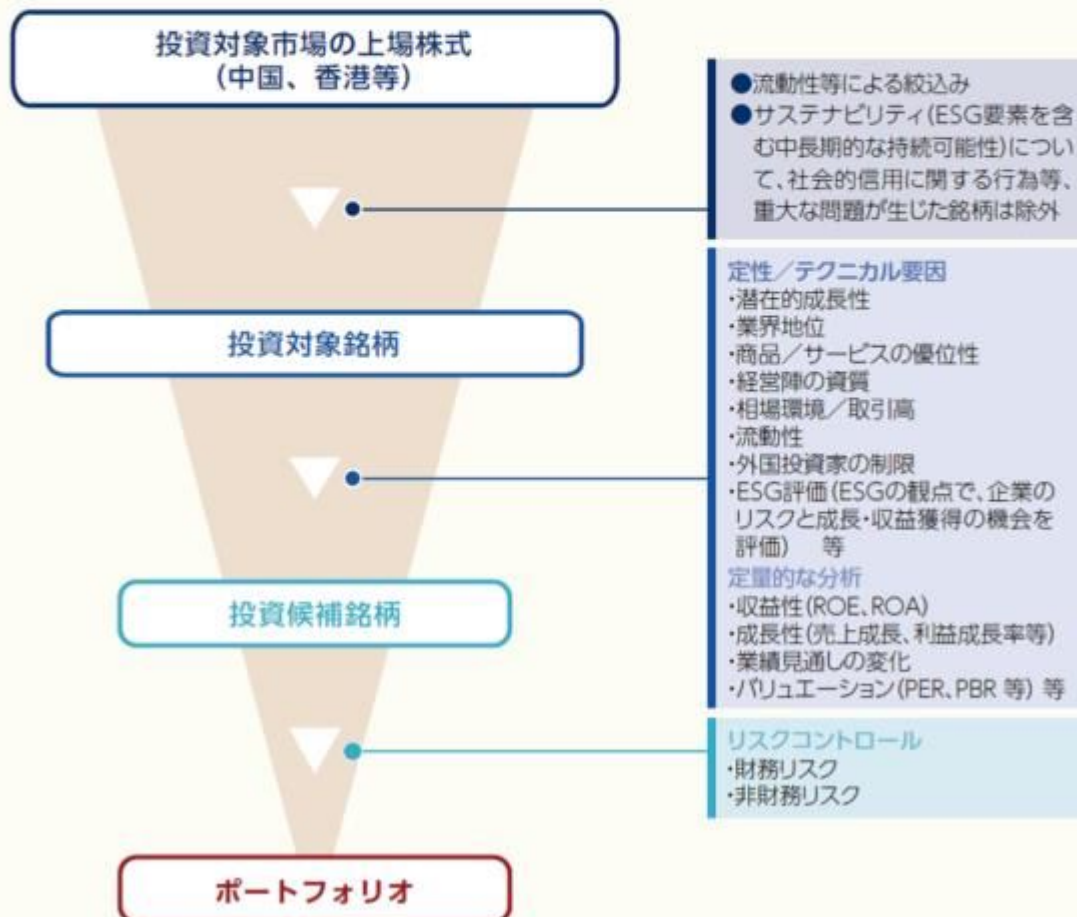 投資対象市場の上場株式
(中国、香港等)
●流動性等による絞込み
●サステナビリティ(ESG要素を含
む中長期的な持続可能性)につい
て、社会的信用に関する行為等、
重大な問題が生じた銘柄は除外
投資対象銘柄
定性／テクニカル要因
・潜在的成長性
・業界地位
・商品／サービスの優位性
・経営陣の資質
・相場環境／取引高
・流動性
・外国投資家の制限
・ESG評価(ESGの観点で、企業の
リスクと成長・収益獲得の機会を
評価) 等
定量的な分析
・収益性(ROE、ROA)
・成長性(売上成長、利益成長率等)
・業績見通しの変化
・バリュエーション(PER、PBR 等) 等
投資候補銘柄
リスクコントロール
・財務リスク
・非財務リスク
ポートフォリオ